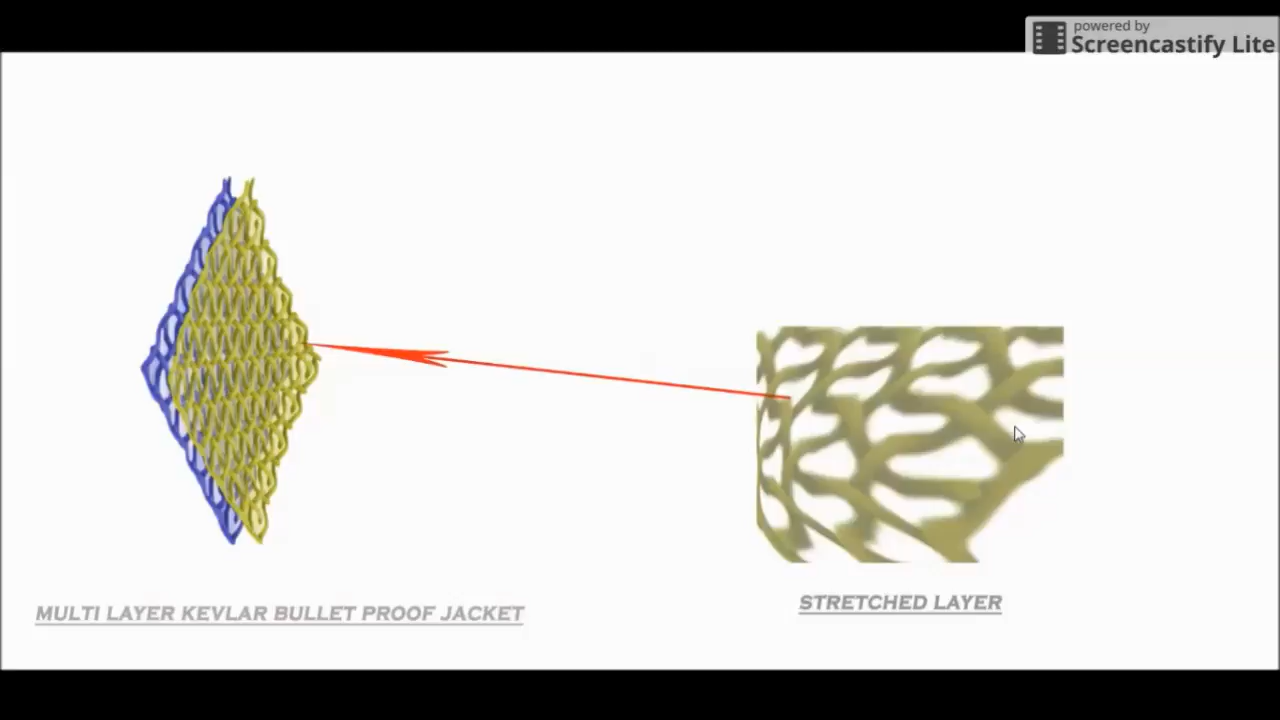 powered by
Screencastify Lite
STRETCHED LAYER
MULTI LAYER KEVLAR BULLET PROOF JACKET